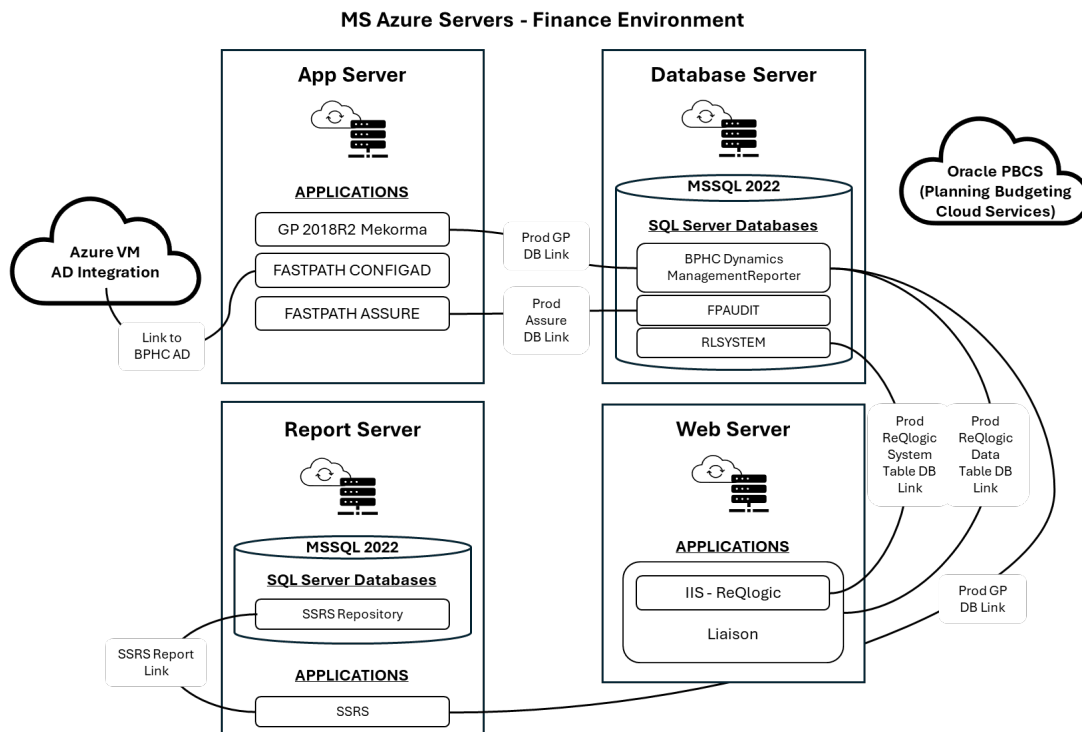 MS Azure Servers - Finance Environment
App Server
APPLICATIONS
GP 2018R2 Mekorma
FASTPATH CONFIGAD
FASTPATH ASSURE
Azure VM
AD Integration
Link to
BPHC AD
Prod GP
DB Link
Prod
Assure
DB Link
Database Server
MSSQL 2022
SQL Server Databases
BPHC Dynamics
ManagementReporter
FPAUDIT
RLSYSTEM
Oracle PBCS
(Planning Budgeting
Cloud Services)
Report Server
MSSQL 2022
SQL Server Databases
SSRS Repository
SSRS Report
Link
APPLICATIONS
SSRS
Web Server
APPLICATIONS
IIS - ReQlogic
Liaison
Prod
ReQlogic
System
Table DB
Link
Prod
ReQlogic
Data
Table DB
Link
Prod GP
DB Link